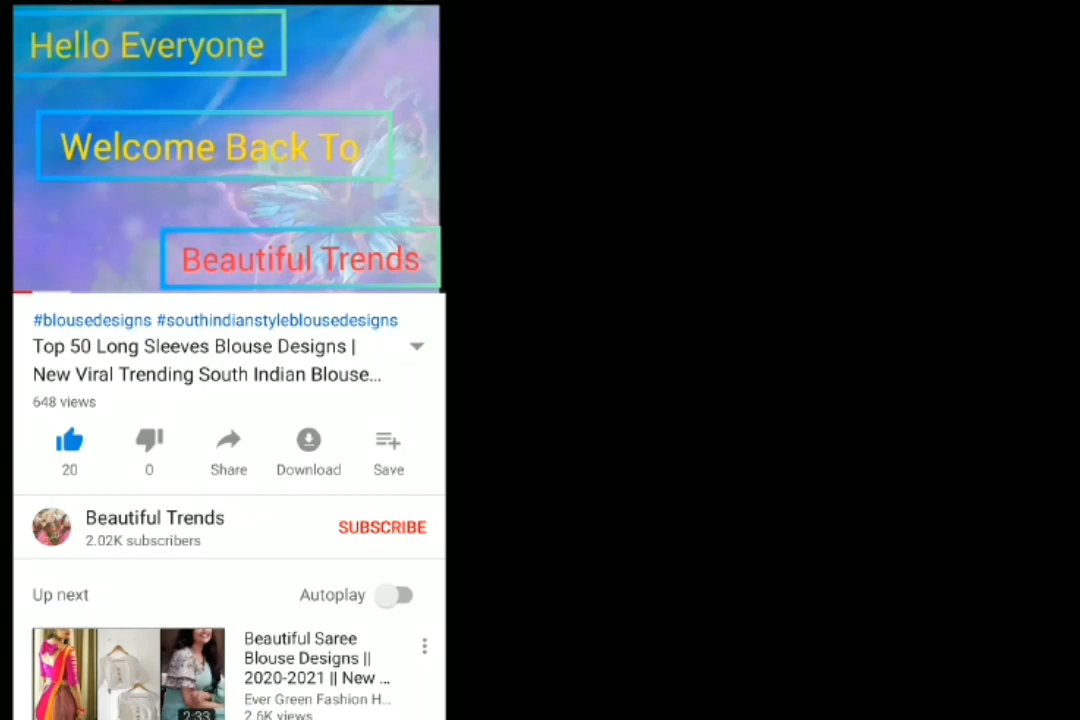 Hello Everyone
Welcome Back To
Beautiful Trends
#blousedesigns #southindianstyleblousedesigns
Top 50 Long Sleeves Blouse Designs |
New Viral Trending South Indian Blouse...
648 views
20
0
Share
Download
Save
Beautiful Trends
2.02K subscribers
SUBSCRIBE
Up next
Autoplay
Beautiful Saree
Blouse Designs ||
2020-2021 || New ...
Ever Green Fashion H...
2.6K views
2:33